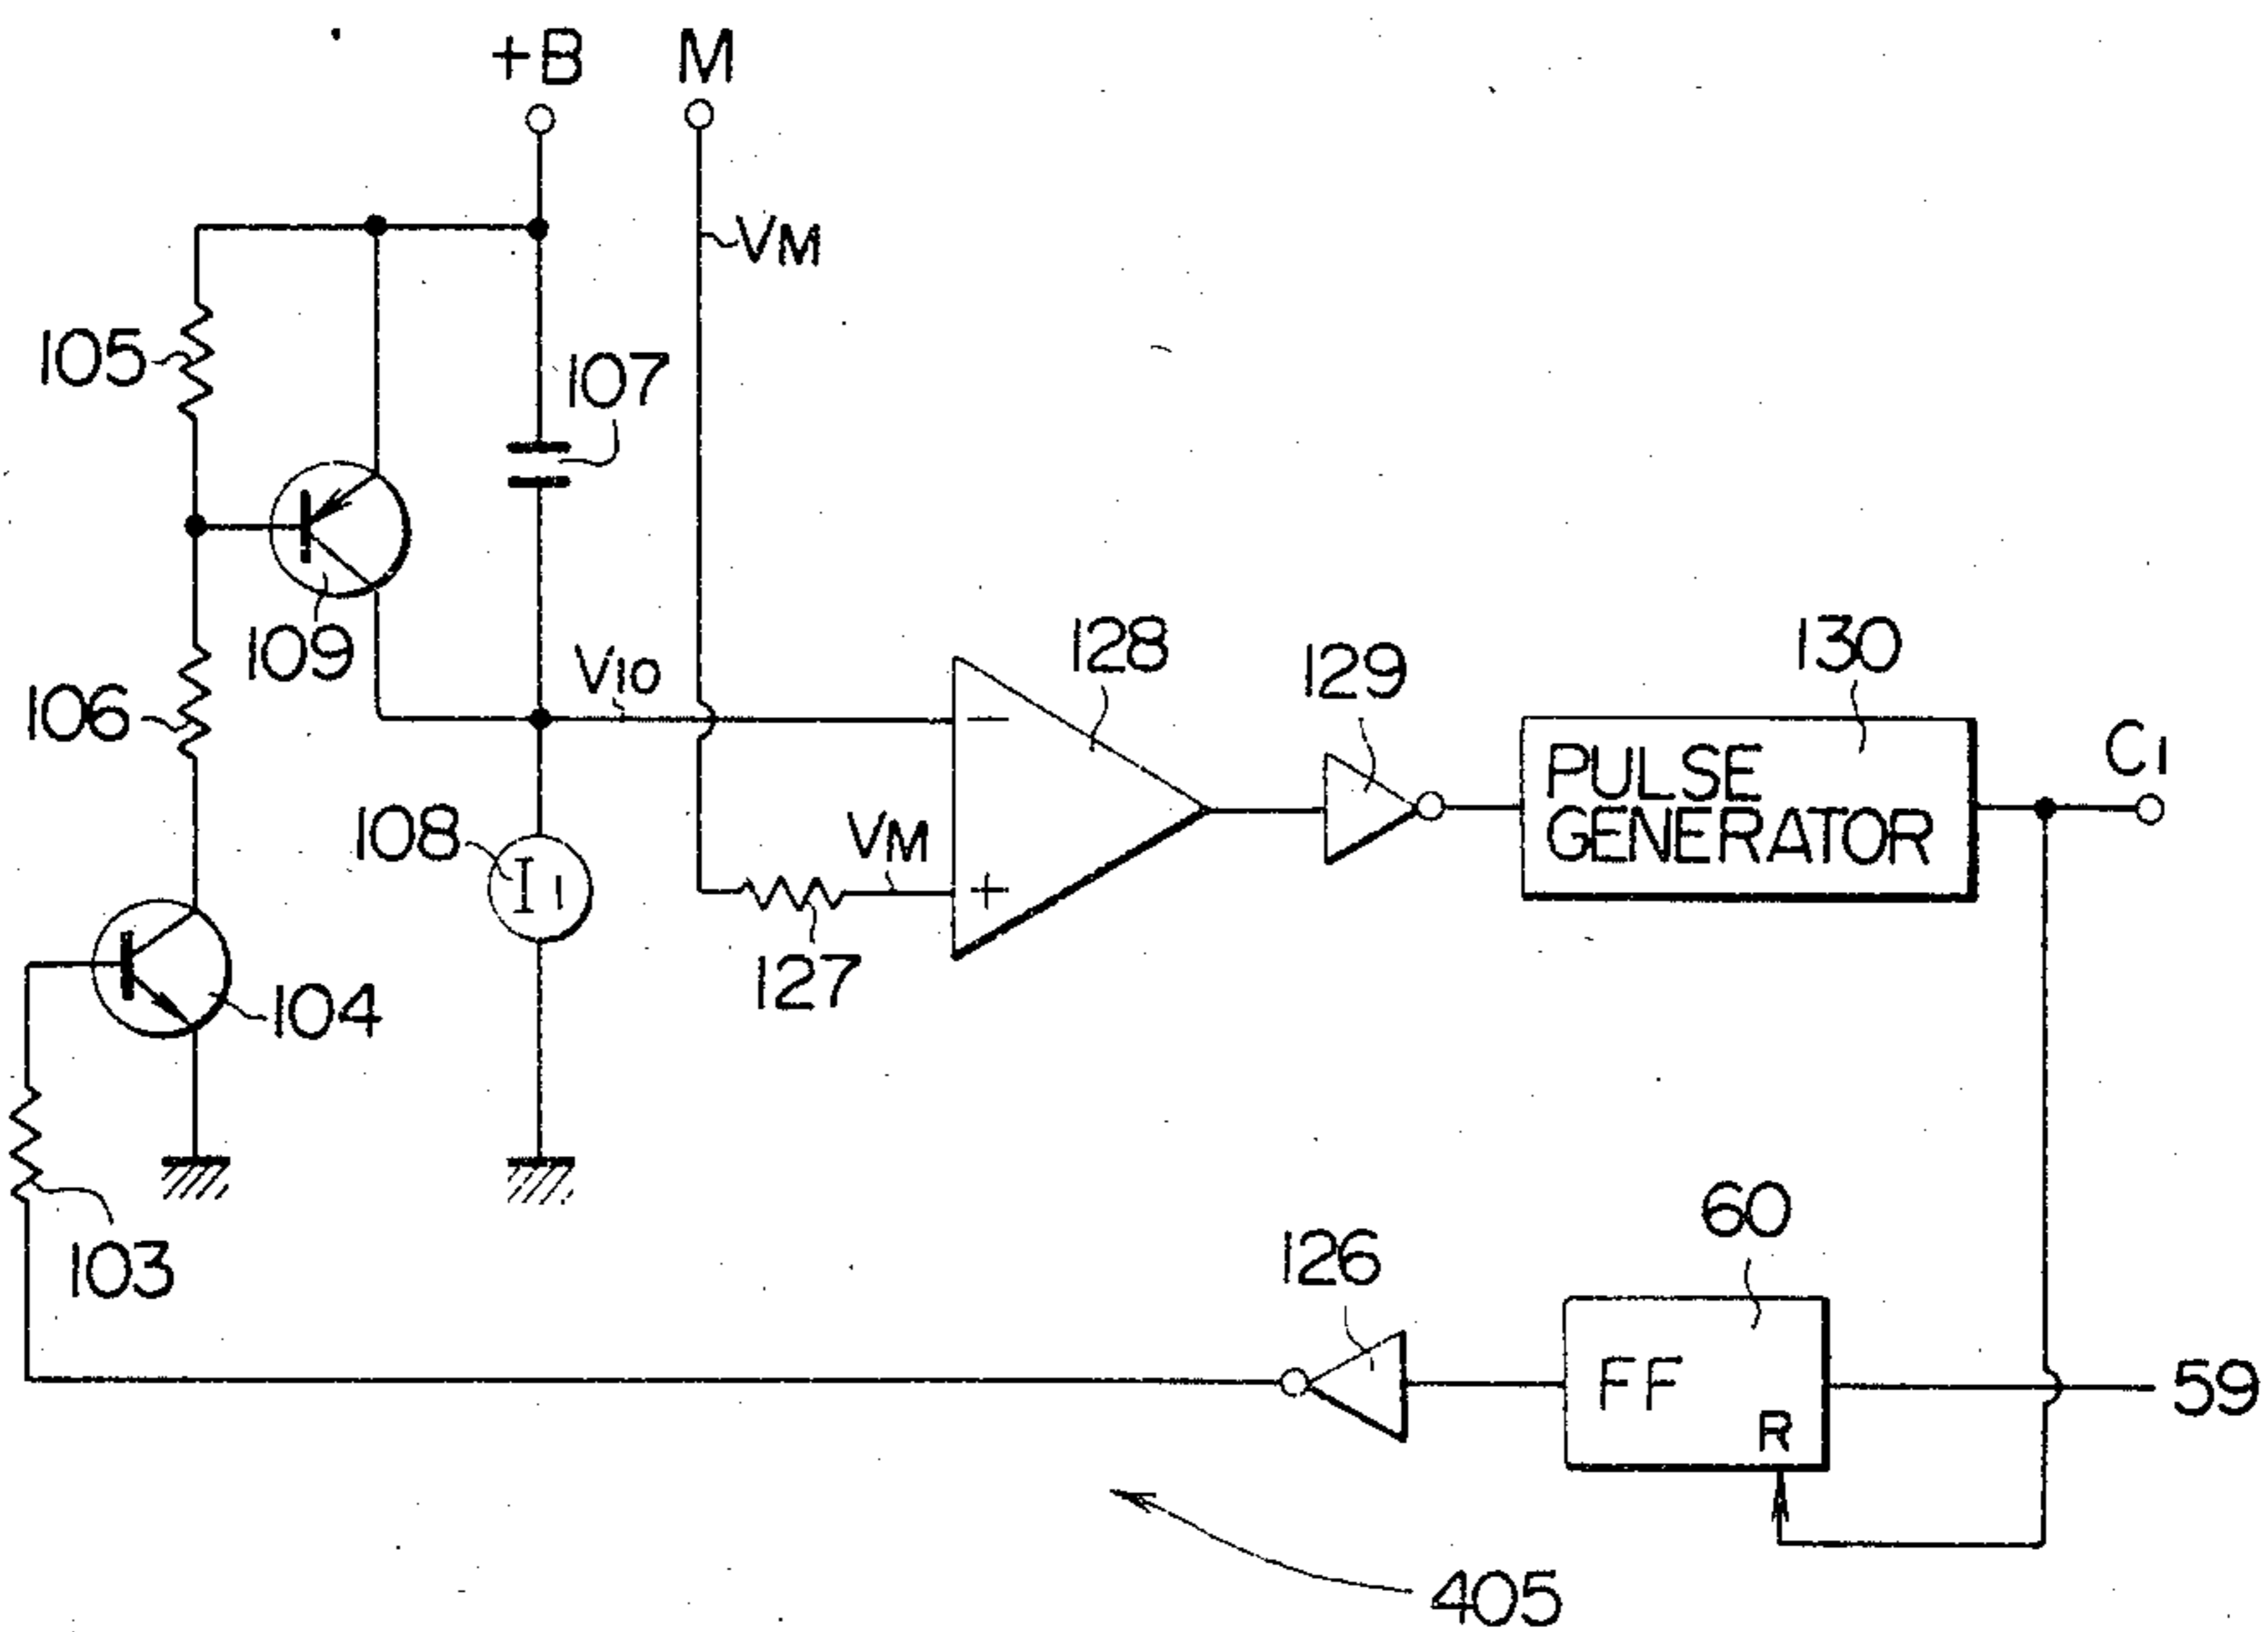 +B
M
VM
105
107
109
V10
128
129
130
106
PULSE
GENERATOR
C1
108
I1
VM
−
+
127
104
103
126
60
FF
R
59
405